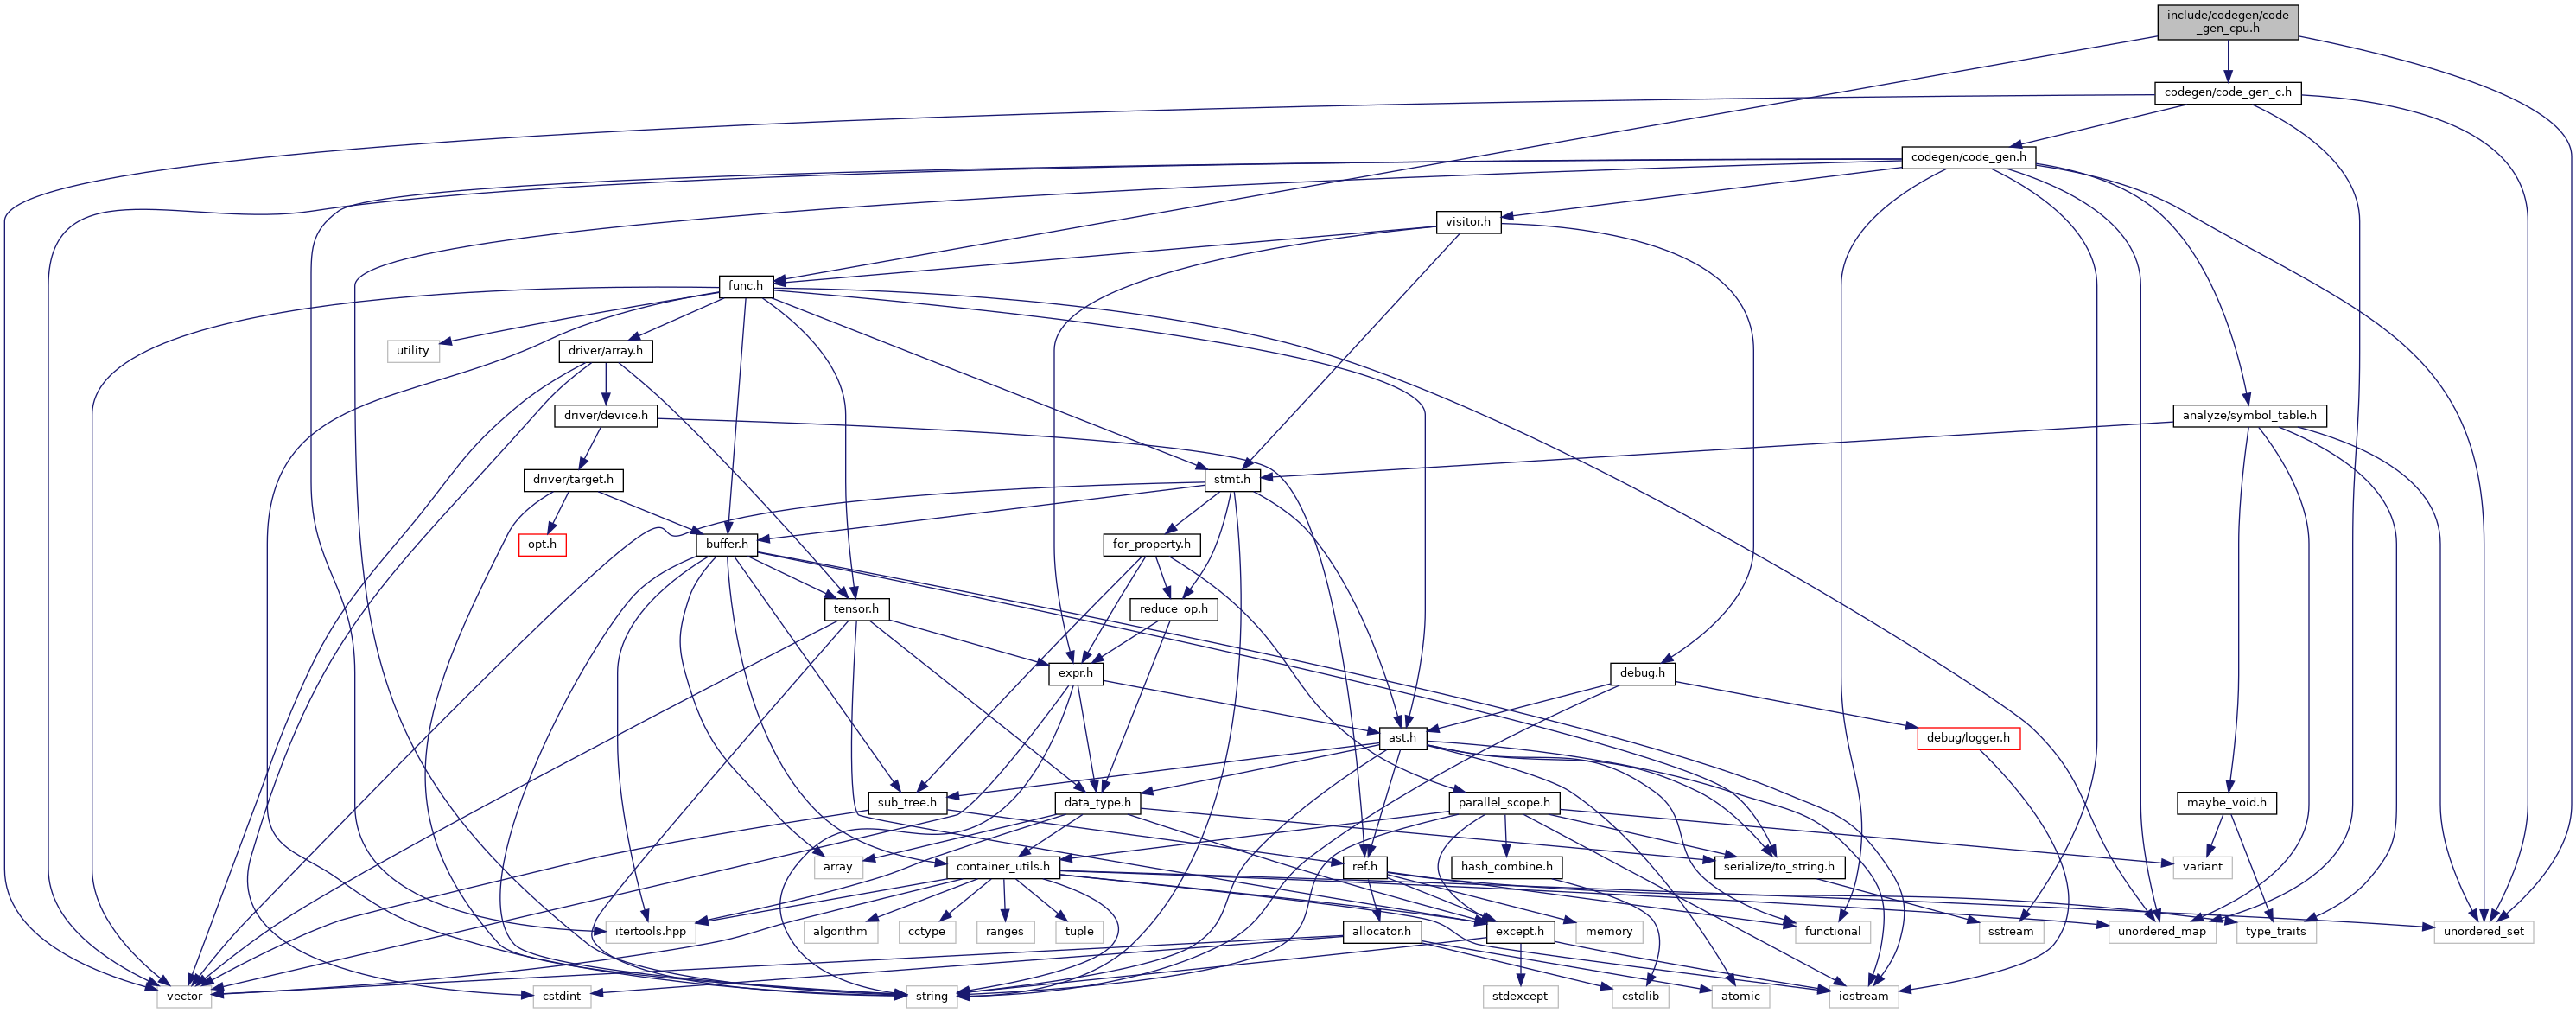 include/codegen/code
_gen_cpu.h
codegen/code_gen_c.h
codegen/code_gen.h
visitor.h
func.h
utility
driver/array.h
driver/device.h
analyze/symbol_table.h
driver/target.h
stmt.h
opt.h
buffer.h
for_property.h
tensor.h
reduce_op.h
expr.h
debug.h
ast.h
debug/logger.h
sub_tree.h
data_type.h
parallel_scope.h
maybe_void.h
array
container_utils.h
ref.h
hash_combine.h
serialize/to_string.h
variant
itertools.hpp
algorithm
cctype
ranges
tuple
allocator.h
except.h
memory
functional
sstream
unordered_map
type_traits
unordered_set
vector
cstdint
string
stdexcept
cstdlib
atomic
iostream